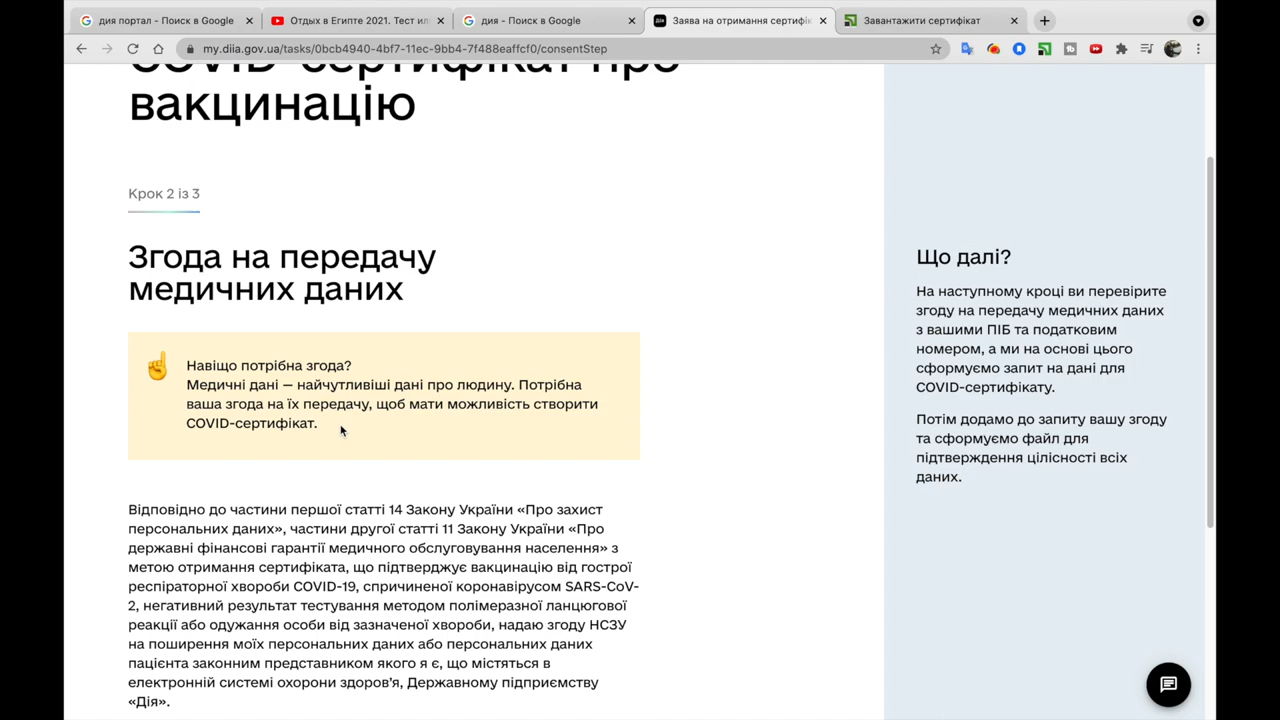 дия портал - Поиск в Google
Отдых в Египте 2021. Тест ил
дия - Поиск в Google
Дія
Заява на отримання сертифік
Завантажити сертифікат
my.diia.gov.ua/tasks/0bcb4940-4bf7-11ec-9bb4-7f488eaffcf0/consentStep
COVID-сертифікат про
вакцинацію
Крок 2 із 3
Згода на передачу
медичних даних
Навіщо потрібна згода?
Медичні дані — найчутливіші дані про людину. Потрібна
ваша згода на їх передачу, щоб мати можливість створити
COVID-сертифікат.
Відповідно до частини першої статті 14 Закону України «Про захист
персональних даних», частини другої статті 11 Закону України «Про
державні фінансові гарантії медичного обслуговування населення» з
метою отримання сертифіката, що підтверджує вакцинацію від гострої
респіраторної хвороби COVID-19, спричиненої коронавірусом SARS-CoV-
2, негативний результат тестування методом полімеразної ланцюгової
реакції або одужання особи від зазначеної хвороби, надаю згоду НСЗУ
на поширення моїх персональних даних або персональних даних
пацієнта законним представником якого я є, що містяться в
електронній системі охорони здоров’я, Державному підприємству
«Дія».
Що далі?
На наступному кроці ви перевірите
згоду на передачу медичних даних
з вашими ПІБ та податковим
номером, а ми на основі цього
сформуємо запит на дані для
COVID-сертифікату.
Потім додамо до запиту вашу згоду
та сформуємо файл для
підтвердження цілісності всіх
даних.